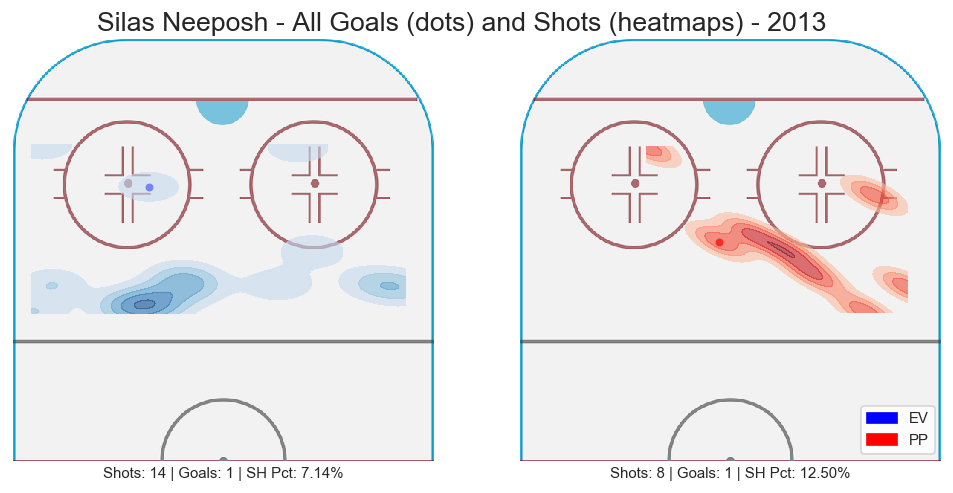 Silas Neeposh - All Goals (dots) and Shots (heatmaps) - 2013
EV
PP
Shots: 14 | Goals: 1 | SH Pct: 7.14%
Shots: 8 | Goals: 1 | SH Pct: 12.50%